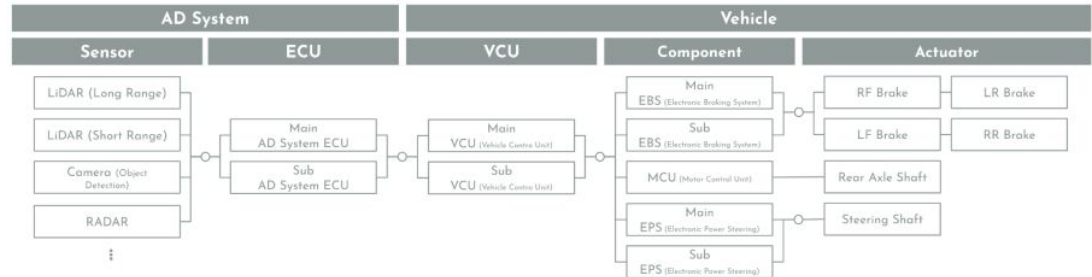 AD System
Vehicle
Sensor
ECU
VCU
Component
Actuator
LiDAR (Long Range)
LiDAR (Short Range)
Camera (Object
Detection)
RADAR
Main
AD System ECU
Sub
AD System ECU
Main
VCU (Vehicle Contro Unit)
Sub
VCU (Vehicle Contro Unit)
Main
EBS (Electronic Braking System)
Sub
EBS (Electronic Braking System)
MCU (Motor Control Unit)
Main
EPS (Electronic Power Steering)
Sub
EPS (Electronic Power Steering)
RF Brake
LR Brake
LF Brake
RR Brake
Rear Axle Shaft
Steering Shaft